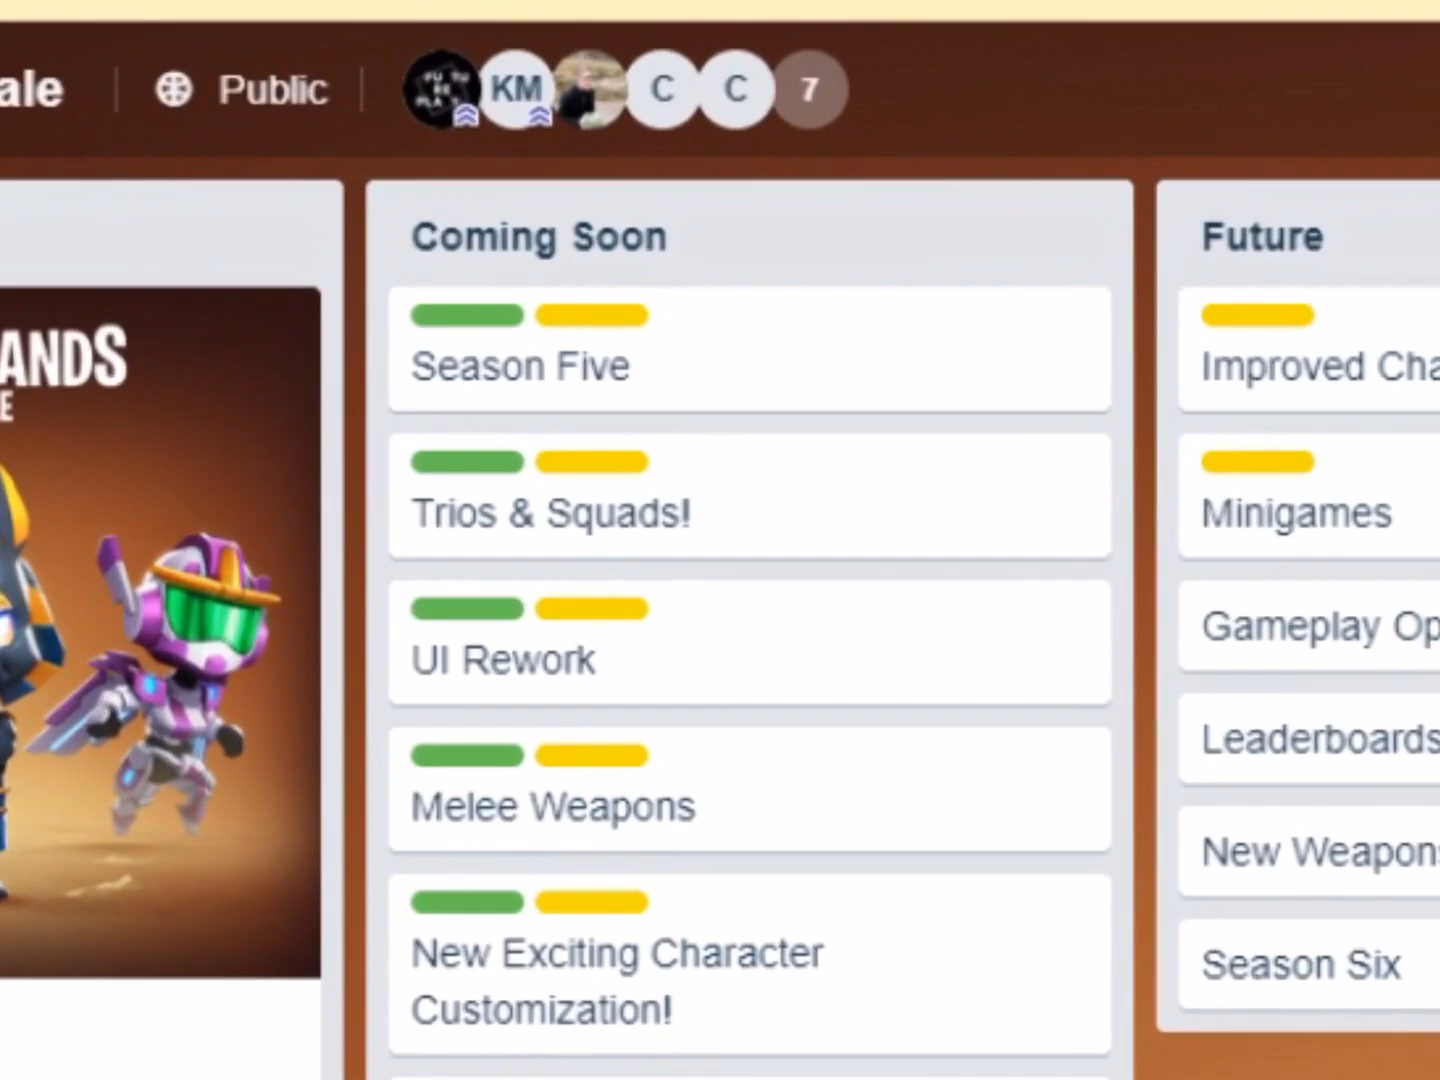 ale
Public
KM
C
C
7
ANDS
E
Coming Soon
Season Five
Trios & Squads!
UI Rework
Melee Weapons
New Exciting Character
Customization!
Future
Improved Cha
Minigames
Gameplay Op
Leaderboards
New Weapons
Season Six